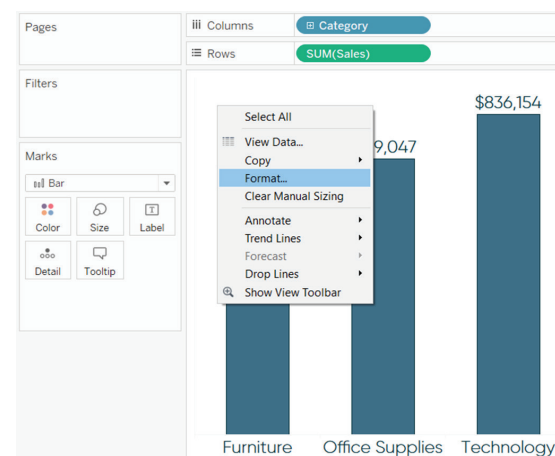 Pages
iii Columns
⊞ Category
Rows
SUM(Sales)
Filters
Marks
Bar
Color
Size
Label
Detail
Tooltip
Select All
View Data...
Copy
Format...
Clear Manual Sizing
Annotate
Trend Lines
Forecast
Drop Lines
Show View Toolbar
9,047
$836,154
Furniture
Office Supplies
Technology